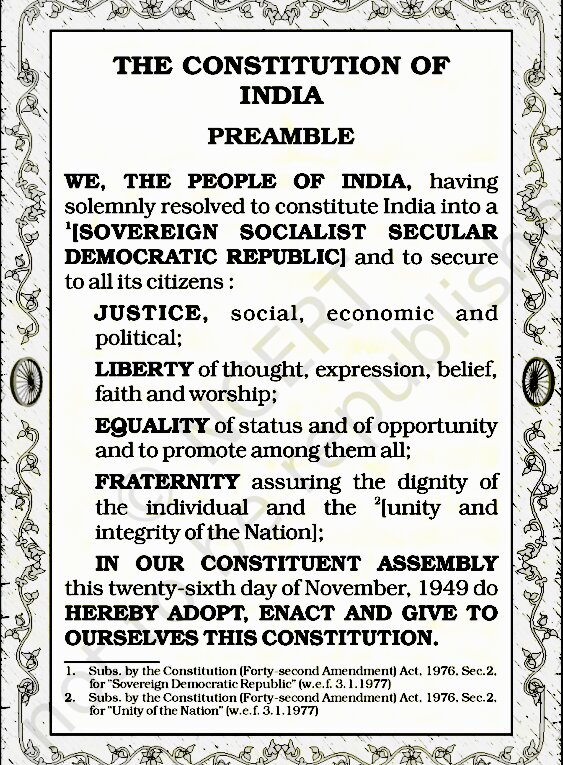 THE CONSTITUTION OF
INDIA
PREAMBLE
WE, THE PEOPLE OF INDIA, having
solemnly resolved to constitute India into a
¹[SOVEREIGN SOCIALIST SECULAR
DEMOCRATIC REPUBLIC] and to secure
to all its citizens :
JUSTICE, social, economic and
political;
LIBERTY of thought, expression, belief,
faith and worship;
EQUALITY of status and of opportunity
and to promote among them all;
FRATERNITY assuring the dignity of
the individual and the ²[unity and
integrity of the Nation];
IN OUR CONSTITUENT ASSEMBLY
this twenty-sixth day of November, 1949 do
HEREBY ADOPT, ENACT AND GIVE TO
OURSELVES THIS CONSTITUTION.
1. Subs. by the Constitution (Forty-second Amendment) Act, 1976, Sec.2,
for "Sovereign Democratic Republic" (w.e.f. 3.1.1977)
2. Subs. by the Constitution (Forty-second Amendment) Act, 1976, Sec.2,
for "Unity of the Nation" (w.e.f. 3.1.1977)
© NCERT
not to be republishe